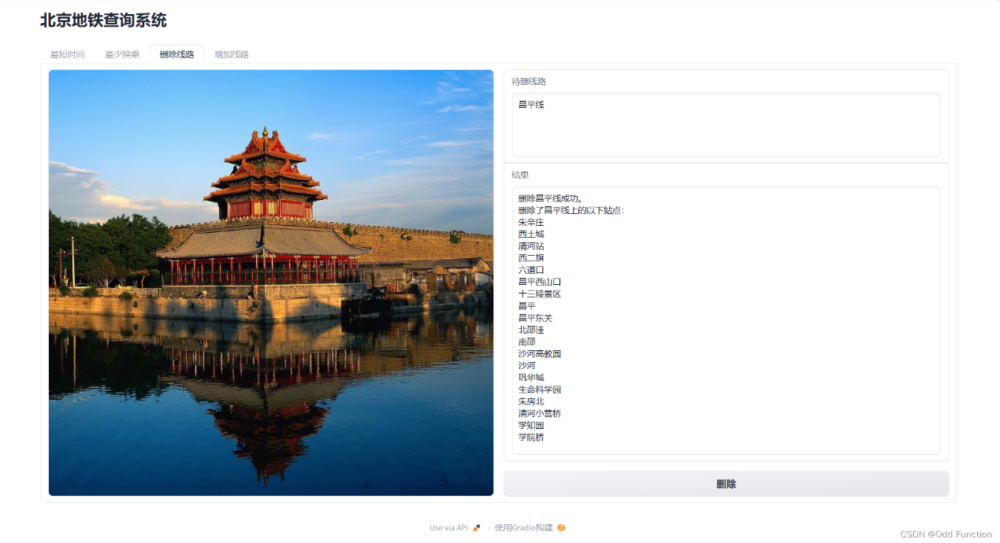 北京地铁查询系统
最短时间 最少换乘 删除线路 增加线路
待删线路
昌平线
结果
删除昌平线成功。
删除了昌平线上的以下站点：
朱辛庄
西土城
清河站
西二旗
六道口
昌平西山口
十三陵景区
昌平
昌平东关
北邵洼
南邵
沙河高教园
沙河
巩华城
生命科学园
朱房北
清河小营桥
学知园
学院桥
删除
Use via API · 使用Gradio构建
CSDN @Odd Function